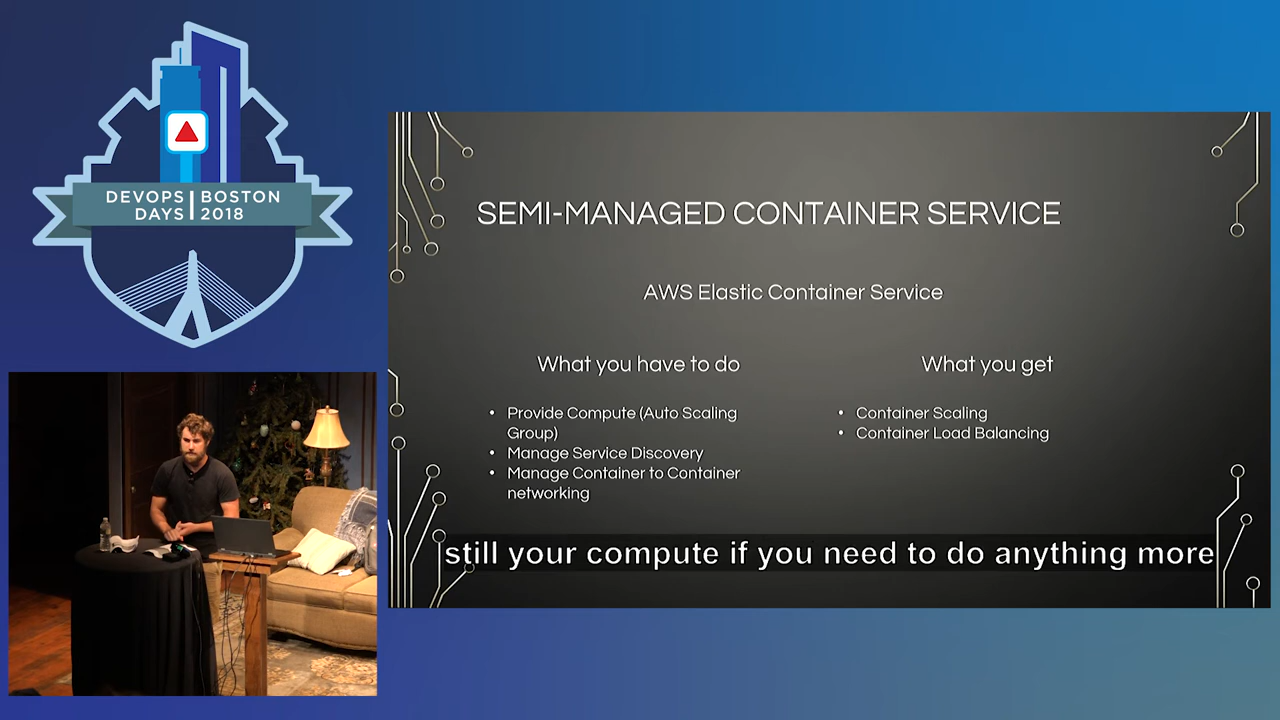 DEVOPS BOSTON
DAYS 2018
SEMI-MANAGED CONTAINER SERVICE
AWS Elastic Container Service
What you have to do
• Provide Compute (Auto Scaling
Group)
• Manage Service Discovery
• Manage Container to Container
networking
What you get
• Container Scaling
• Container Load Balancing
still your compute if you need to do anything more